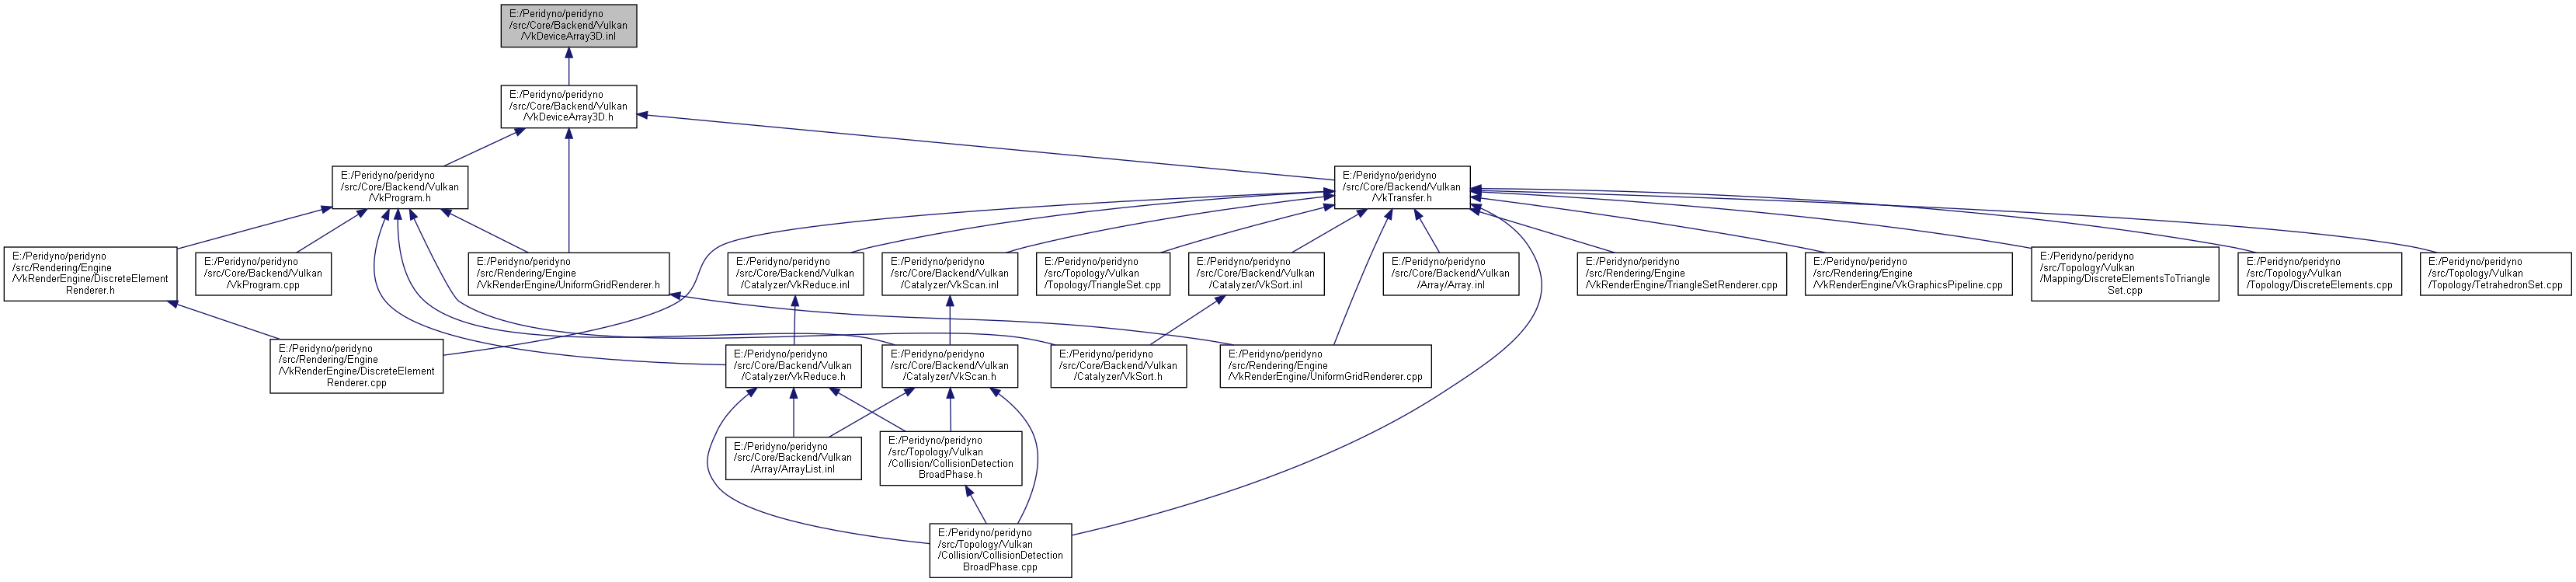 E:/Peridyno/peridyno
/src/Core/Backend/Vulkan
/VkDeviceArray3D.inl
E:/Peridyno/peridyno
/src/Core/Backend/Vulkan
/VkDeviceArray3D.h
E:/Peridyno/peridyno
/src/Core/Backend/Vulkan
/VkProgram.h
E:/Peridyno/peridyno
/src/Core/Backend/Vulkan
/VkTransfer.h
E:/Peridyno/peridyno
/src/Rendering/Engine
/VkRenderEngine/DiscreteElement
Renderer.h
E:/Peridyno/peridyno
/src/Core/Backend/Vulkan
/VkProgram.cpp
E:/Peridyno/peridyno
/src/Rendering/Engine
/VkRenderEngine/UniformGridRenderer.h
E:/Peridyno/peridyno
/src/Core/Backend/Vulkan
/Catalyzer/VkReduce.inl
E:/Peridyno/peridyno
/src/Core/Backend/Vulkan
/Catalyzer/VkScan.inl
E:/Peridyno/peridyno
/src/Topology/Vulkan
/Topology/TriangleSet.cpp
E:/Peridyno/peridyno
/src/Core/Backend/Vulkan
/Catalyzer/VkSort.inl
E:/Peridyno/peridyno
/src/Core/Backend/Vulkan
/Array/Array.inl
E:/Peridyno/peridyno
/src/Rendering/Engine
/VkRenderEngine/TriangleSetRenderer.cpp
E:/Peridyno/peridyno
/src/Rendering/Engine
/VkRenderEngine/VkGraphicsPipeline.cpp
E:/Peridyno/peridyno
/src/Topology/Vulkan
/Mapping/DiscreteElementsToTriangle
Set.cpp
E:/Peridyno/peridyno
/src/Topology/Vulkan
/Topology/DiscreteElements.cpp
E:/Peridyno/peridyno
/src/Topology/Vulkan
/Topology/TetrahedronSet.cpp
E:/Peridyno/peridyno
/src/Rendering/Engine
/VkRenderEngine/DiscreteElement
Renderer.cpp
E:/Peridyno/peridyno
/src/Core/Backend/Vulkan
/Catalyzer/VkReduce.h
E:/Peridyno/peridyno
/src/Core/Backend/Vulkan
/Catalyzer/VkScan.h
E:/Peridyno/peridyno
/src/Core/Backend/Vulkan
/Catalyzer/VkSort.h
E:/Peridyno/peridyno
/src/Rendering/Engine
/VkRenderEngine/UniformGridRenderer.cpp
E:/Peridyno/peridyno
/src/Core/Backend/Vulkan
/Array/ArrayList.inl
E:/Peridyno/peridyno
/src/Topology/Vulkan
/Collision/CollisionDetection
BroadPhase.h
E:/Peridyno/peridyno
/src/Topology/Vulkan
/Collision/CollisionDetection
BroadPhase.cpp